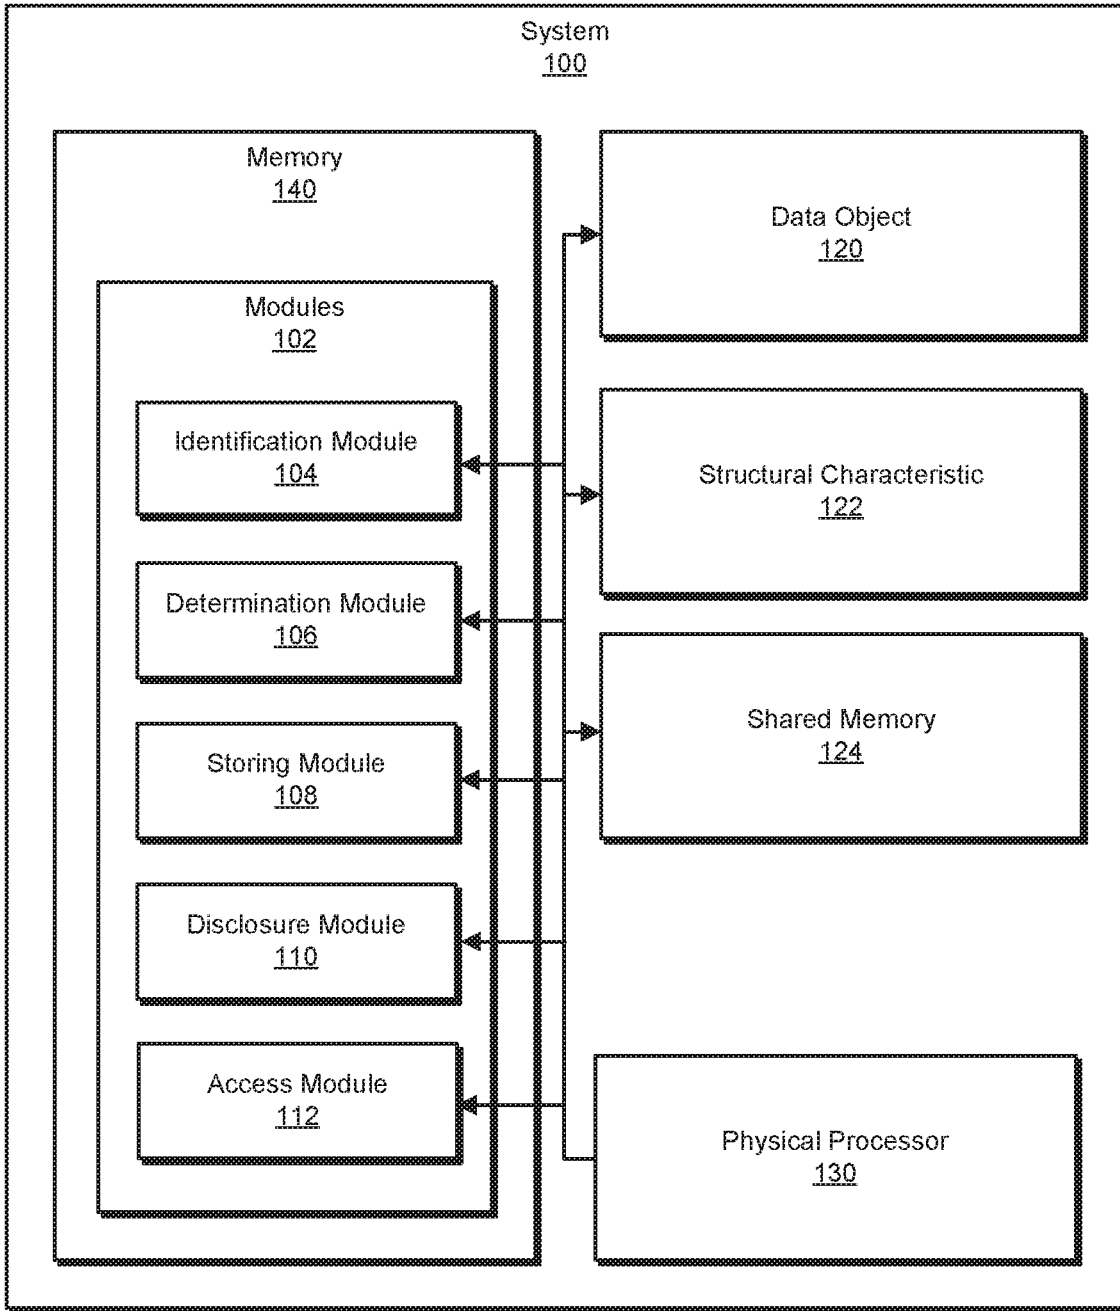 System
100
Memory
140
Modules
102
Identification Module
104
Determination Module
106
Storing Module
108
Disclosure Module
110
Access Module
112
Data Object
120
Structural Characteristic
122
Shared Memory
124
Physical Processor
130